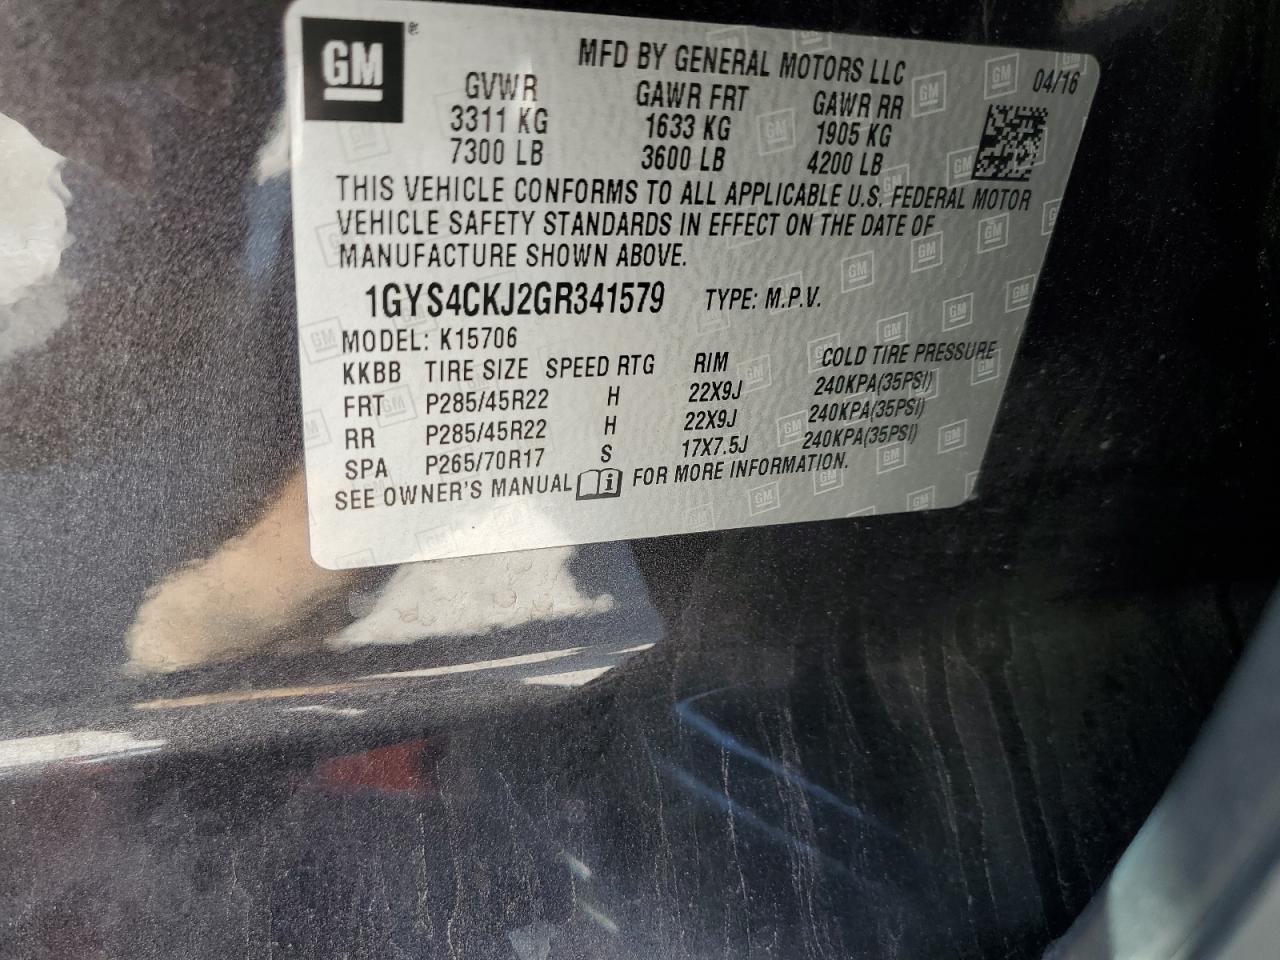 GM ®
MFD BY GENERAL MOTORS LLC 04/16
GVWR GAWR FRT GAWR RR
3311 KG 1633 KG 1905 KG
7300 LB 3600 LB 4200 LB
THIS VEHICLE CONFORMS TO ALL APPLICABLE U.S. FEDERAL MOTOR
VEHICLE SAFETY STANDARDS IN EFFECT ON THE DATE OF
MANUFACTURE SHOWN ABOVE.
1GYS4CKJ2GR341579 TYPE: M.P.V.
MODEL: K15706
KKBB TIRE SIZE SPEED RTG RIM COLD TIRE PRESSURE
FRT P285/45R22 H 22X9J 240KPA(35PSI)
RR P285/45R22 H 22X9J 240KPA(35PSI)
SPA P265/70R17 S 17X7.5J 240KPA(35PSI)
SEE OWNER'S MANUAL i FOR MORE INFORMATION.